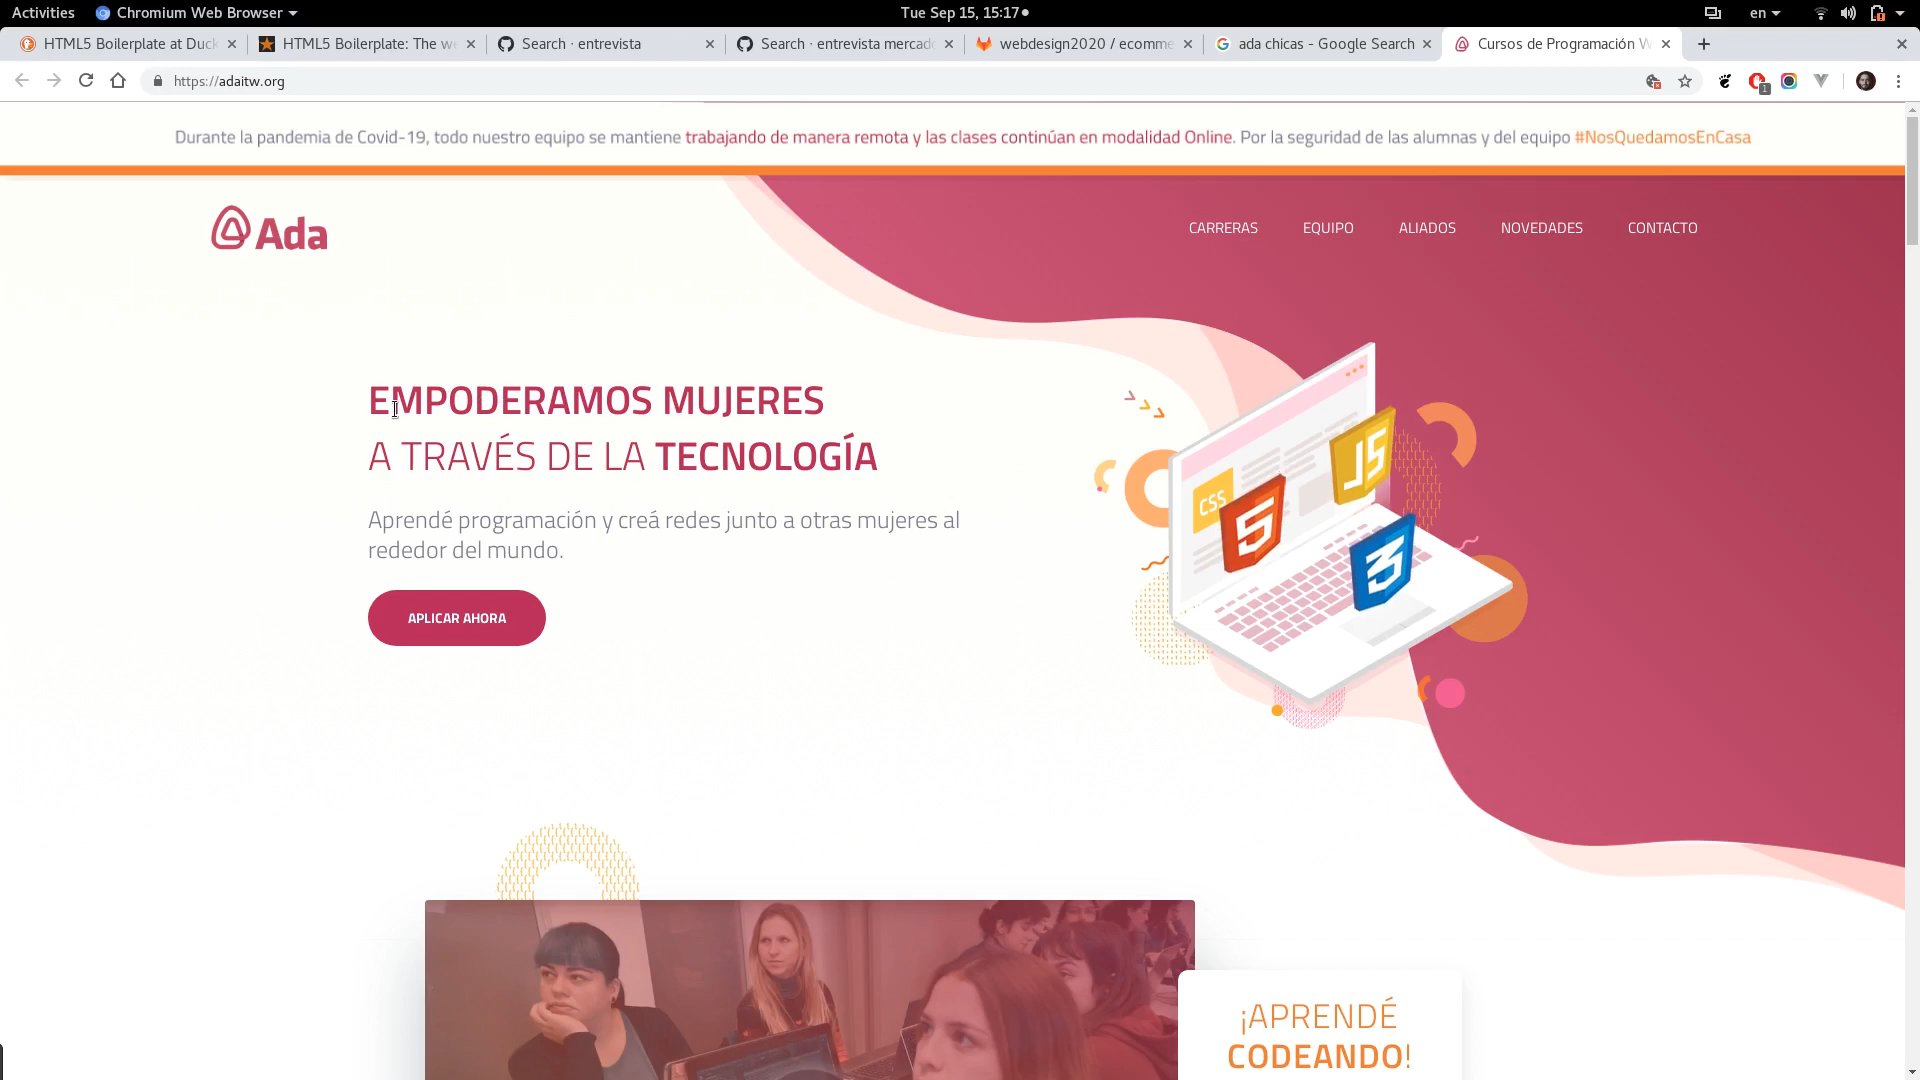 Activities
Chromium Web Browser
Tue Sep 15, 15:17
en
HTML5 Boilerplate at Duck
HTML5 Boilerplate: The we
Search · entrevista
Search · entrevista mercado
webdesign2020 / ecomme
ada chicas - Google Search
Cursos de Programación W
https://adaitw.org
1
Durante la pandemia de Covid-19, todo nuestro equipo se mantiene trabajando de manera remota y las clases continúan en modalidad Online. Por la seguridad de las alumnas y del equipo #NosQuedamosEnCasa
Ada
CARRERAS
EQUIPO
ALIADOS
NOVEDADES
CONTACTO
EMPODERAMOS MUJERES
A TRAVÉS DE LA TECNOLOGÍA
Aprendé programación y creá redes junto a otras mujeres al
rededor del mundo.
APLICAR AHORA
JS
CSS
5
3
¡APRENDÉ
CODEANDO!